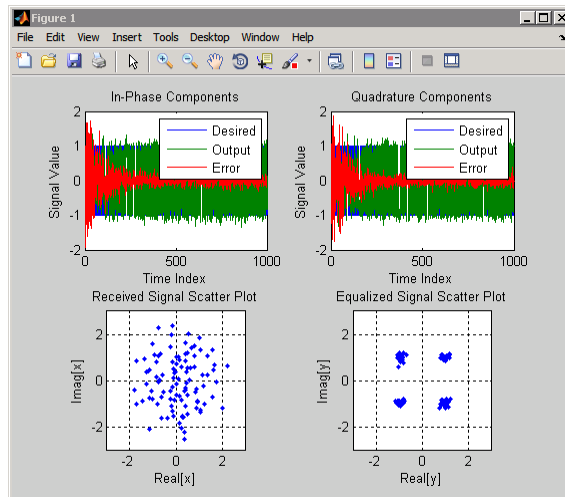 Figure 1
File Edit View Insert Tools Desktop Window Help
In-Phase Components
2
1
0
-1
-2
Signal Value
Desired
Output
Error
0 500 1000
Time Index
Quadrature Components
2
1
0
-1
-2
Signal Value
Desired
Output
Error
0 500 1000
Time Index
Received Signal Scatter Plot
2
0
-2
Imag[x]
-2 0 2
Real[x]
Equalized Signal Scatter Plot
2
0
-2
Imag[y]
-2 0 2
Real[y]